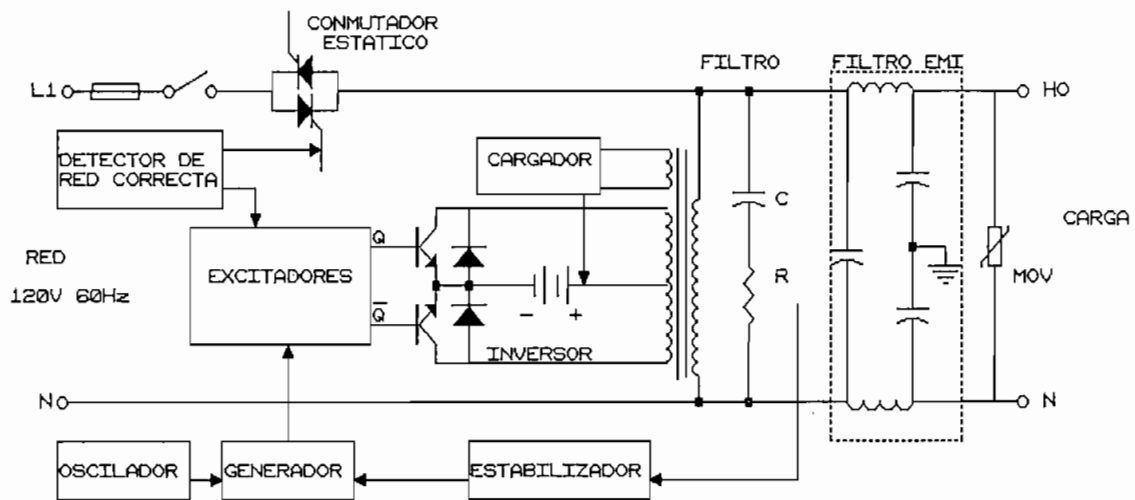 CONMUTADOR
ESTATICO
FILTRO
FILTRO EMI
L1
HO
DETECTOR DE
RED CORRECTA
CARGADOR
C
CARGA
Q
RED
EXCITADORES
R
MOV
120V 60Hz
Q̅
- +
INVERSOR
N
N
OSCILADOR
GENERADOR
ESTABILIZADOR